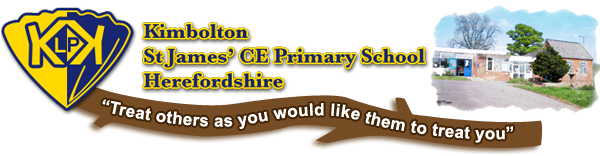 KLPK
Kimbolton
St James' CE Primary School
Herefordshire
"Treat others as you would like them to treat you"